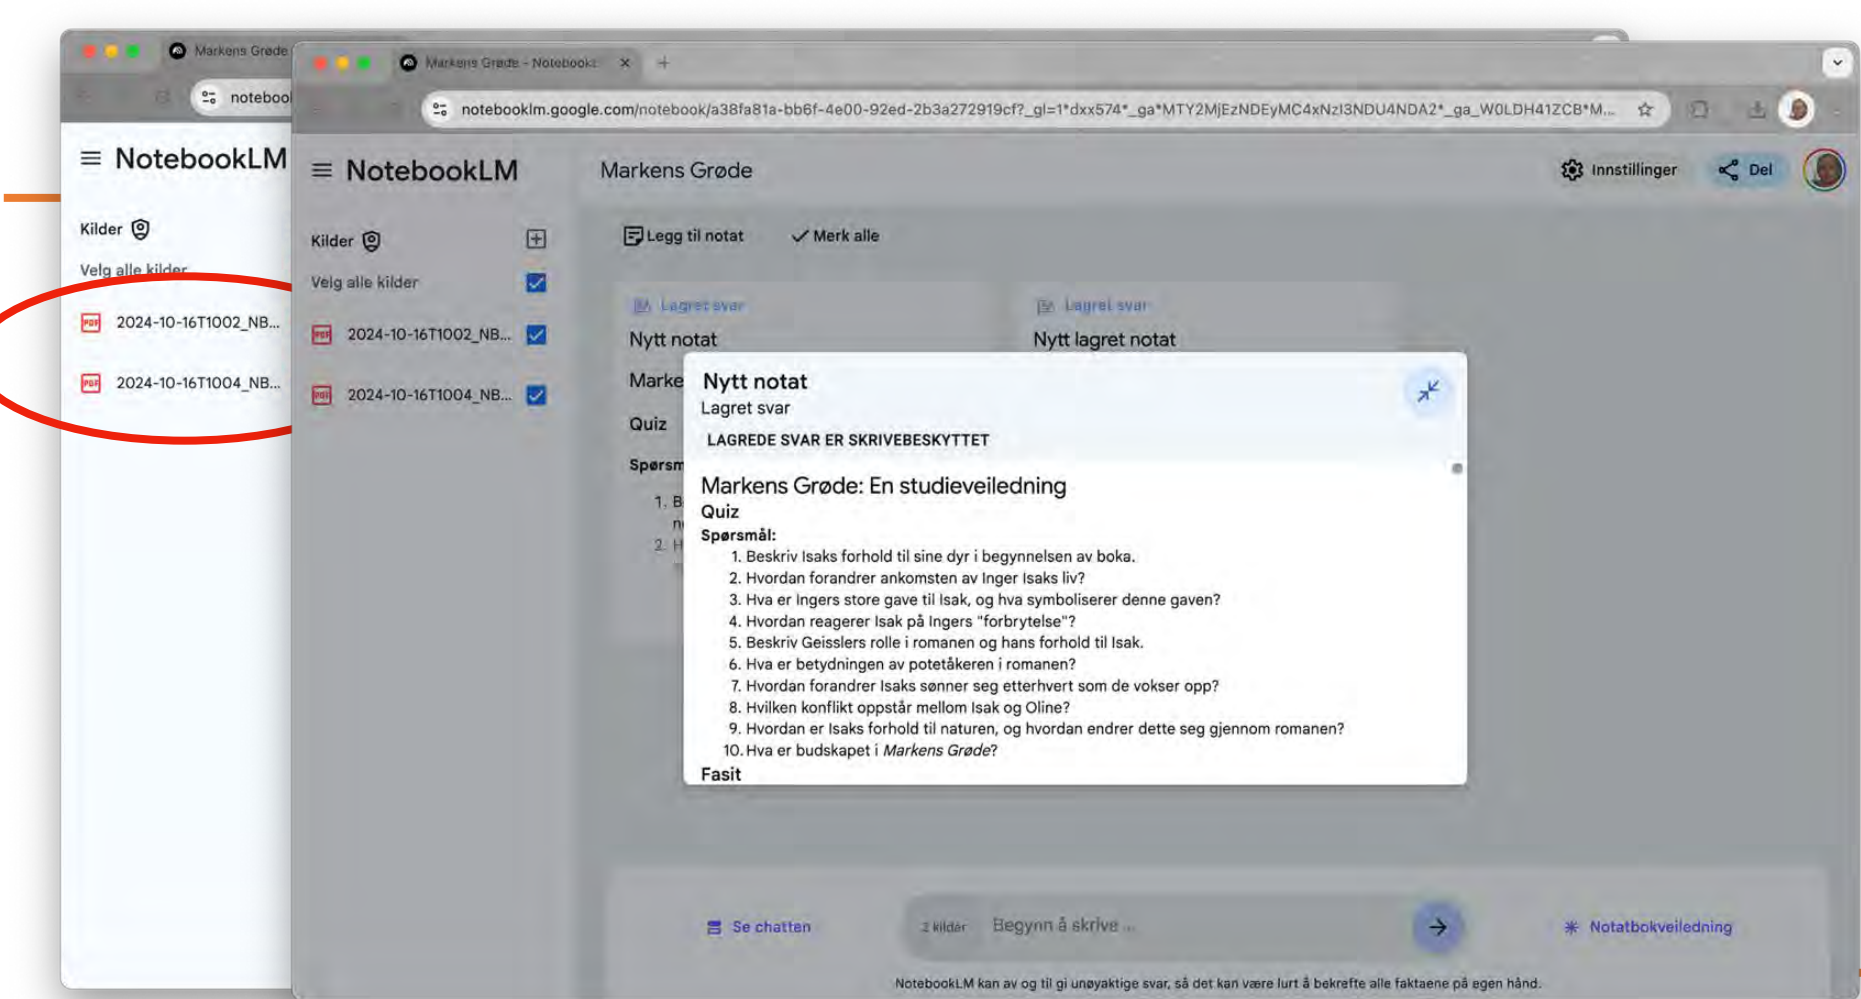 Markens Grøde
noteboo
NotebookLM
Kilder
Velg alle kilder
PDF 2024-10-16T1002_NB...
PDF 2024-10-16T1004_NB...
Markens Grøde - Notebook
notebooklm.google.com/notebook/a38fa81a-bb6f-4e00-92ed-2b3a272919cf?_gl=1*dxx574*_ga*MTY2MjEzNDEyMC4xNzI3NDU4NDA2*_ga_W0LDH41ZCB*M...
NotebookLM
Markens Grøde
Innstillinger
Del
Kilder
Velg alle kilder
PDF 2024-10-16T1002_NB...
PDF 2024-10-16T1004_NB...
Legg til notat
Merk alle
Lagret svar
Nytt notat
Marke
Quiz
Spørsm
1. B
n
2. H
Lagret svar
Nytt lagret notat
Nytt notat
Lagret svar
LAGREDE SVAR ER SKRIVEBESKYTTET
Markens Grøde: En studieveiledning
Quiz
Spørsmål:
1. Beskriv Isaks forhold til sine dyr i begynnelsen av boka.
2. Hvordan forandrer ankomsten av Inger Isaks liv?
3. Hva er Ingers store gave til Isak, og hva symboliserer denne gaven?
4. Hvordan reagerer Isak på Ingers "forbrytelse"?
5. Beskriv Geisslers rolle i romanen og hans forhold til Isak.
6. Hva er betydningen av potetåkeren i romanen?
7. Hvordan forandrer Isaks sønner seg etterhvert som de vokser opp?
8. Hvilken konflikt oppstår mellom Isak og Oline?
9. Hvordan er Isaks forhold til naturen, og hvordan endrer dette seg gjennom romanen?
10. Hva er budskapet i Markens Grøde?
Fasit
Se chatten
2 kilder
Begynn å skrive ...
Notatbokveiledning
NotebookLM kan av og til gi unøyaktige svar, så det kan være lurt å bekrefte alle faktaene på egen hånd.